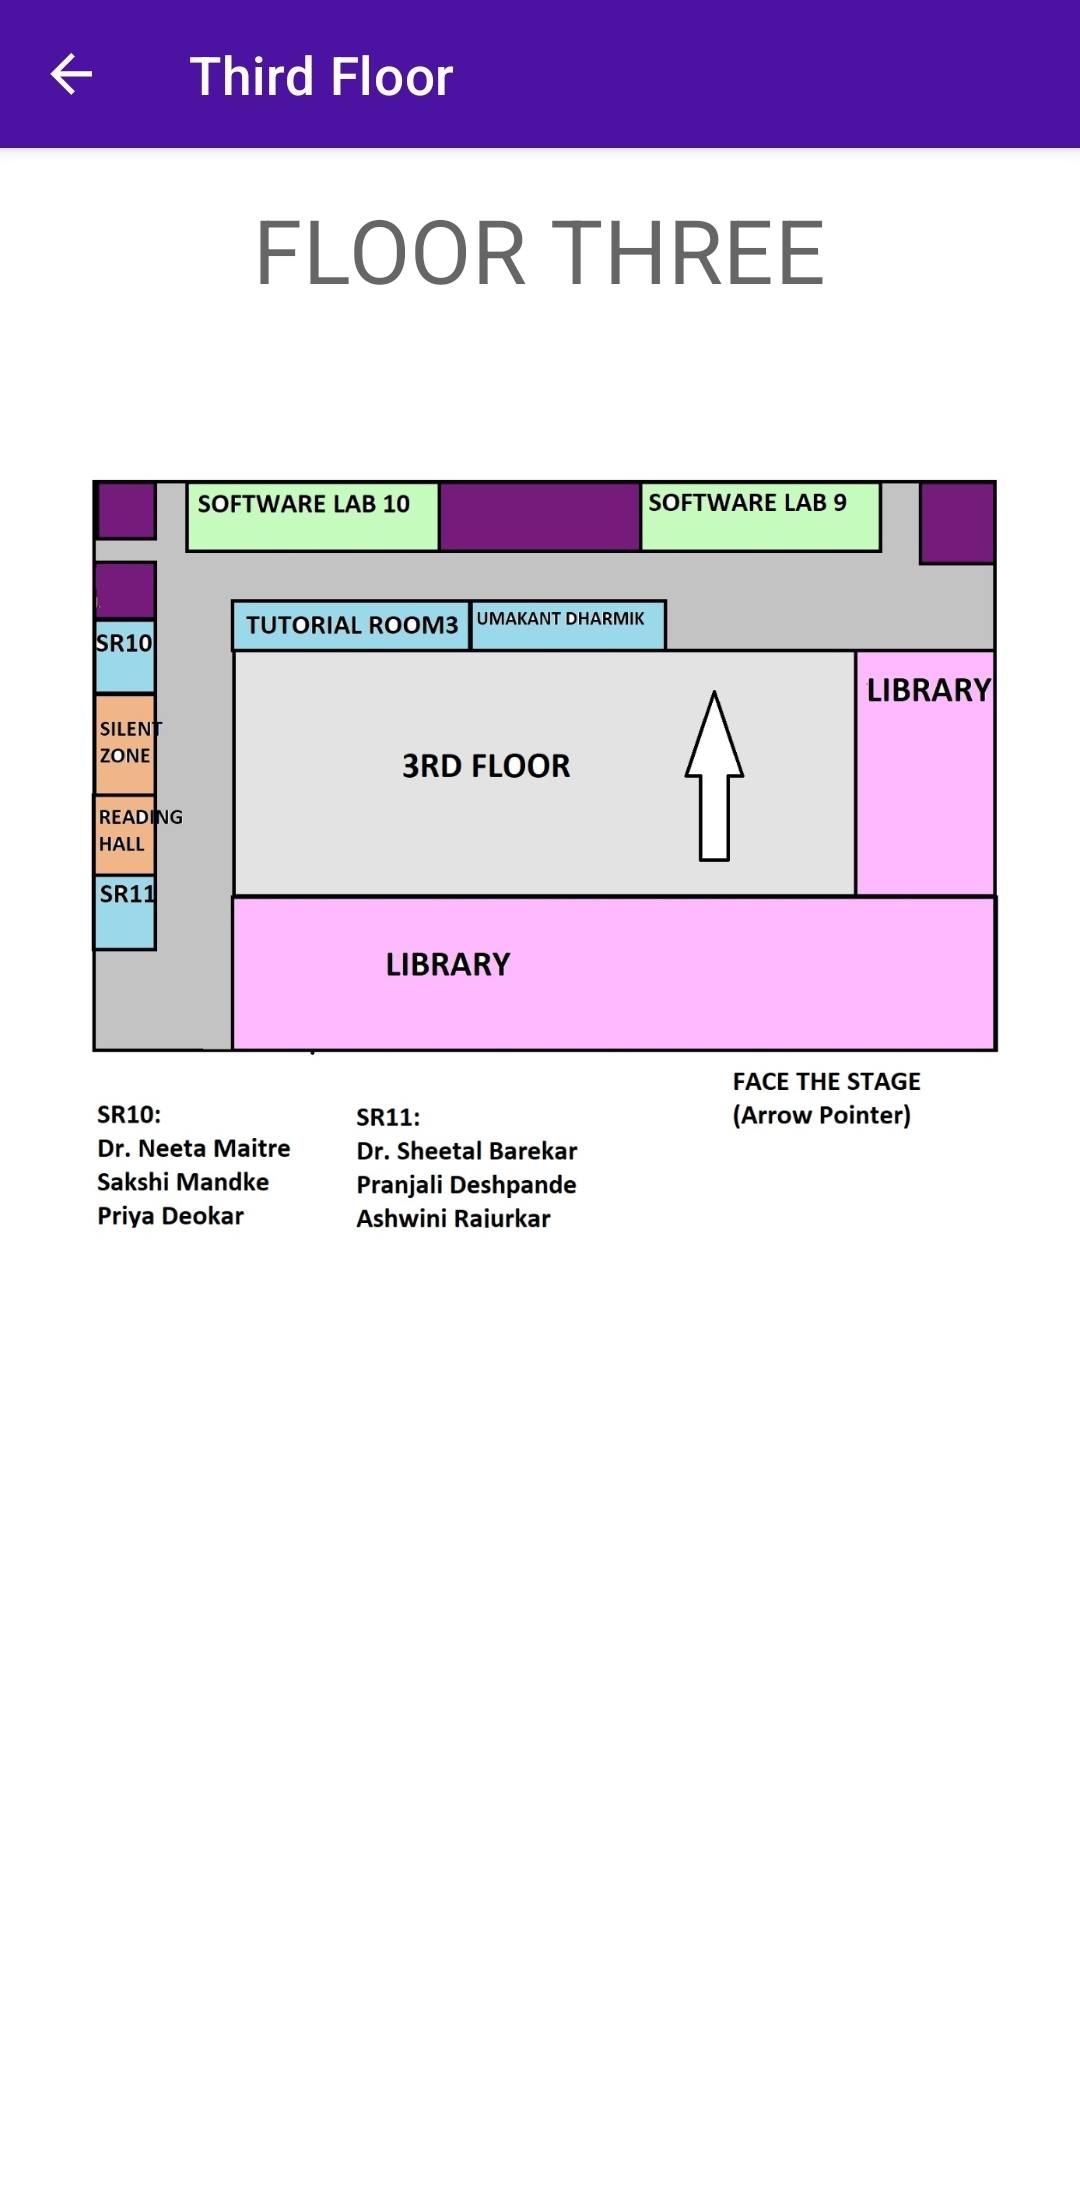 Third Floor
FLOOR THREE
SOFTWARE LAB 10
SOFTWARE LAB 9
TUTORIAL ROOM3
UMAKANT DHARMIK
SR10
SILENT
ZONE
READING
HALL
SR11
3RD FLOOR
LIBRARY
LIBRARY
FACE THE STAGE
(Arrow Pointer)
SR10:
Dr. Neeta Maitre
Sakshi Mandke
Priya Deokar
SR11:
Dr. Sheetal Barekar
Pranjali Deshpande
Ashwini Rajurkar